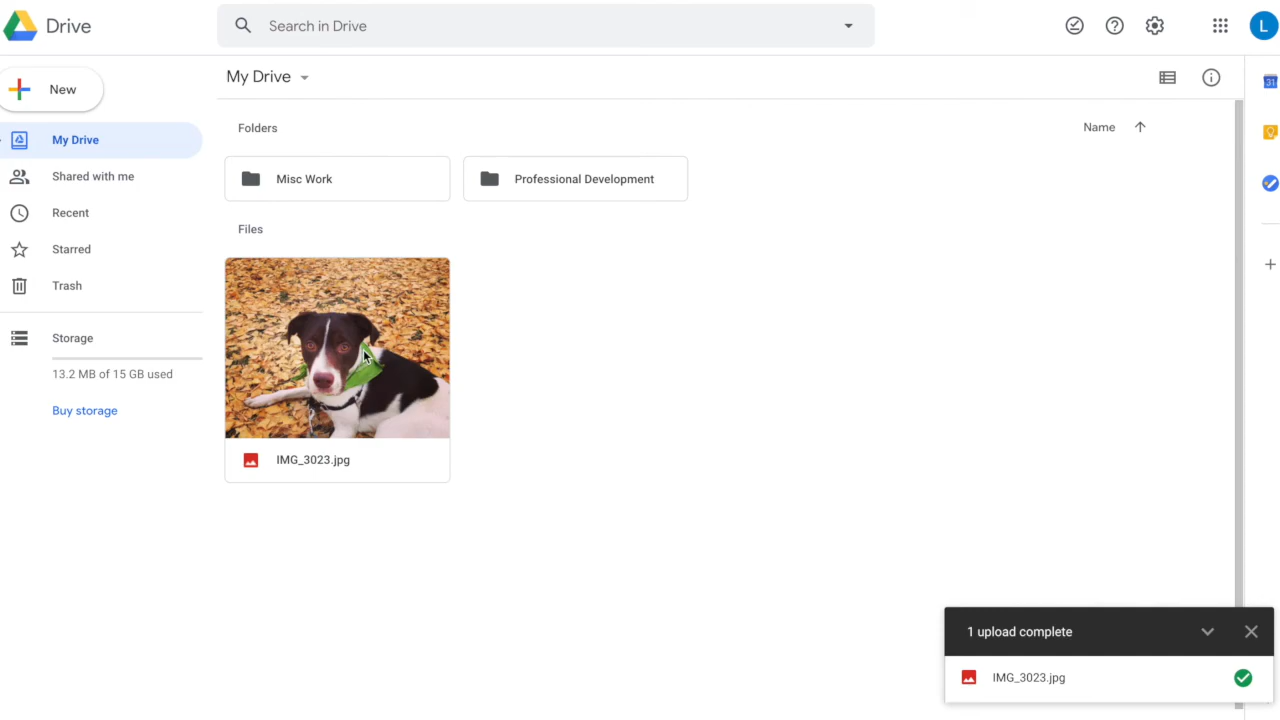 Drive
Search in Drive
New
My Drive
My Drive
Shared with me
Recent
Starred
Trash
Storage
13.2 MB of 15 GB used
Buy storage
Folders
Name
Misc Work
Professional Development
Files
IMG_3023.jpg
1 upload complete
IMG_3023.jpg
L
31